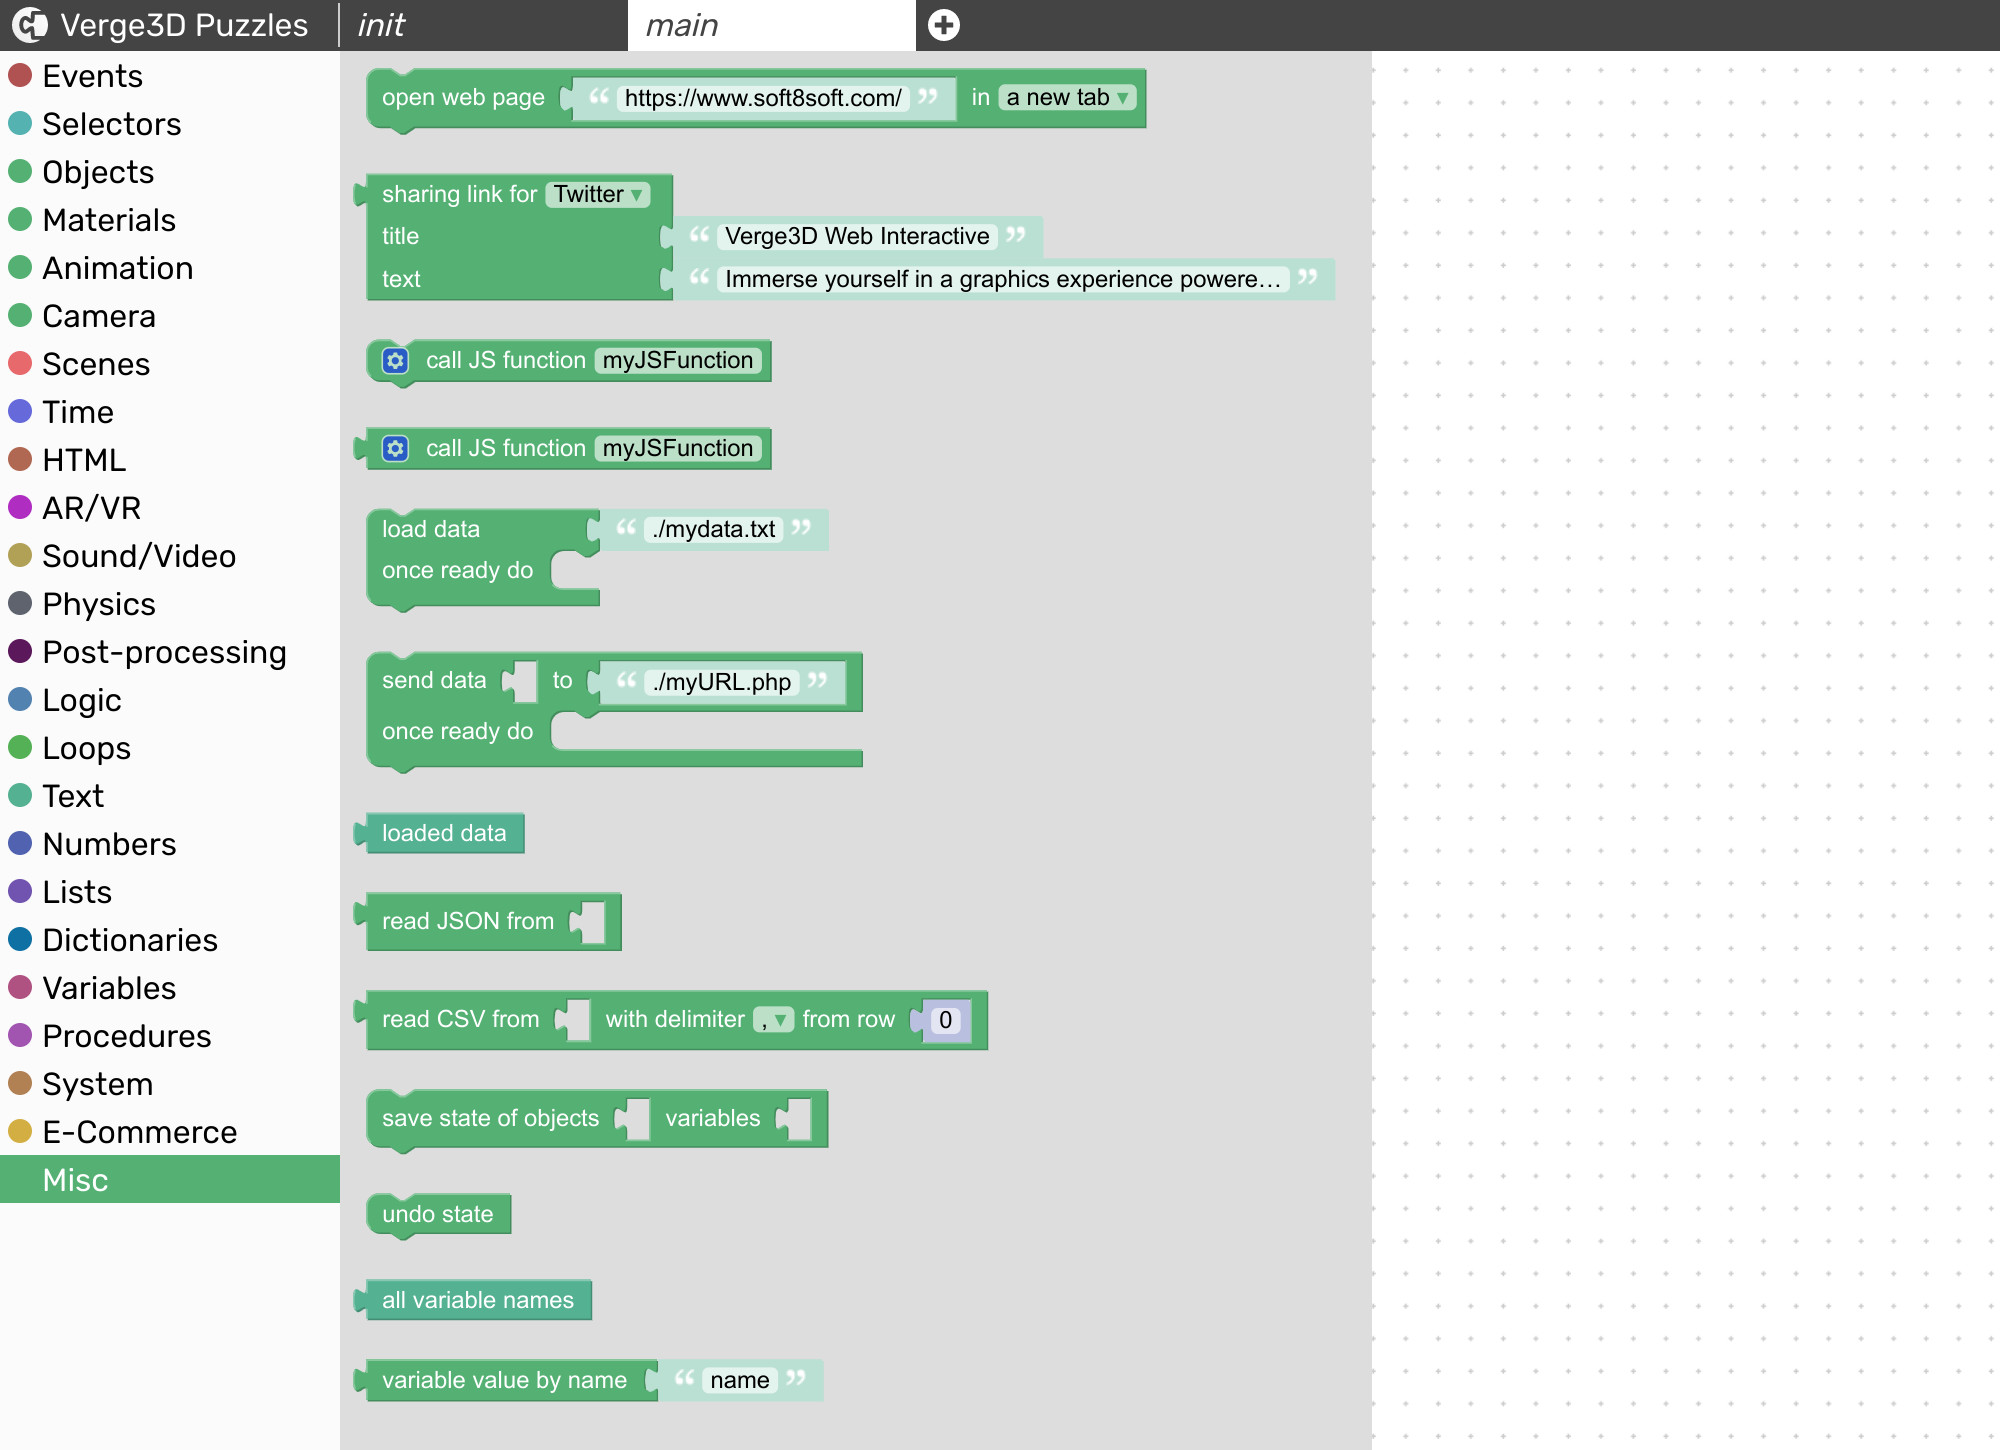 Verge3D Puzzles
init
main
Events
Selectors
Objects
Materials
Animation
Camera
Scenes
Time
HTML
AR/VR
Sound/Video
Physics
Post-processing
Logic
Loops
Text
Numbers
Lists
Dictionaries
Variables
Procedures
System
E-Commerce
Misc
open web page “ https://www.soft8soft.com/ ” in a new tab ▾
sharing link for Twitter ▾
title “ Verge3D Web Interactive ”
text “ Immerse yourself in a graphics experience powere… ”
call JS function myJSFunction
call JS function myJSFunction
load data “ ./mydata.txt ”
once ready do
send data to “ ./myURL.php ”
once ready do
loaded data
read JSON from
read CSV from with delimiter , ▾ from row 0
save state of objects variables
undo state
all variable names
variable value by name “ name ”